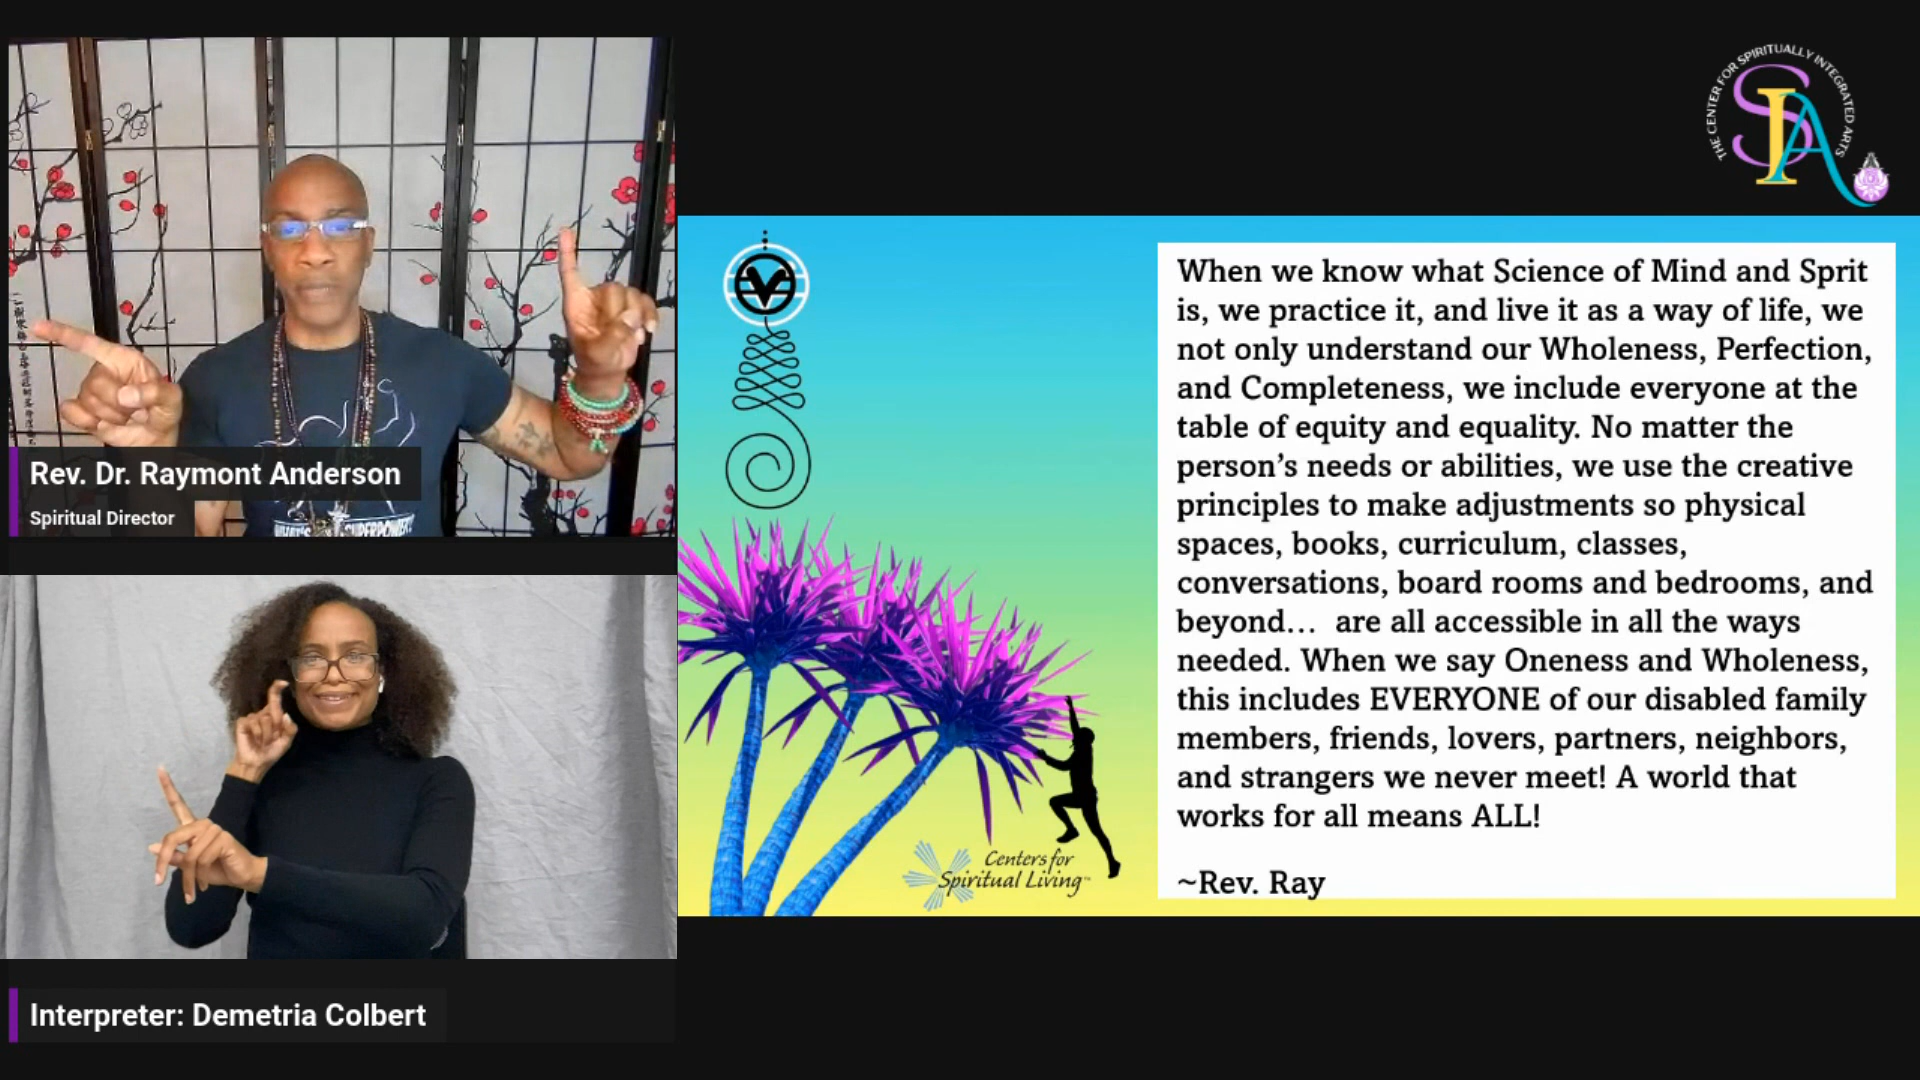 THE CENTER FOR SPIRITUALLY INTEGRATED ARTS
SIA
Rev. Dr. Raymont Anderson
Spiritual Director
WHAT'S
SUPERPOWER?
Interpreter: Demetria Colbert
Centers for
Spiritual Living™
When we know what Science of Mind and Sprit
is, we practice it, and live it as a way of life, we
not only understand our Wholeness, Perfection,
and Completeness, we include everyone at the
table of equity and equality. No matter the
person’s needs or abilities, we use the creative
principles to make adjustments so physical
spaces, books, curriculum, classes,
conversations, board rooms and bedrooms, and
beyond…  are all accessible in all the ways
needed. When we say Oneness and Wholeness,
this includes EVERYONE of our disabled family
members, friends, lovers, partners, neighbors,
and strangers we never meet! A world that
works for all means ALL!
~Rev. Ray